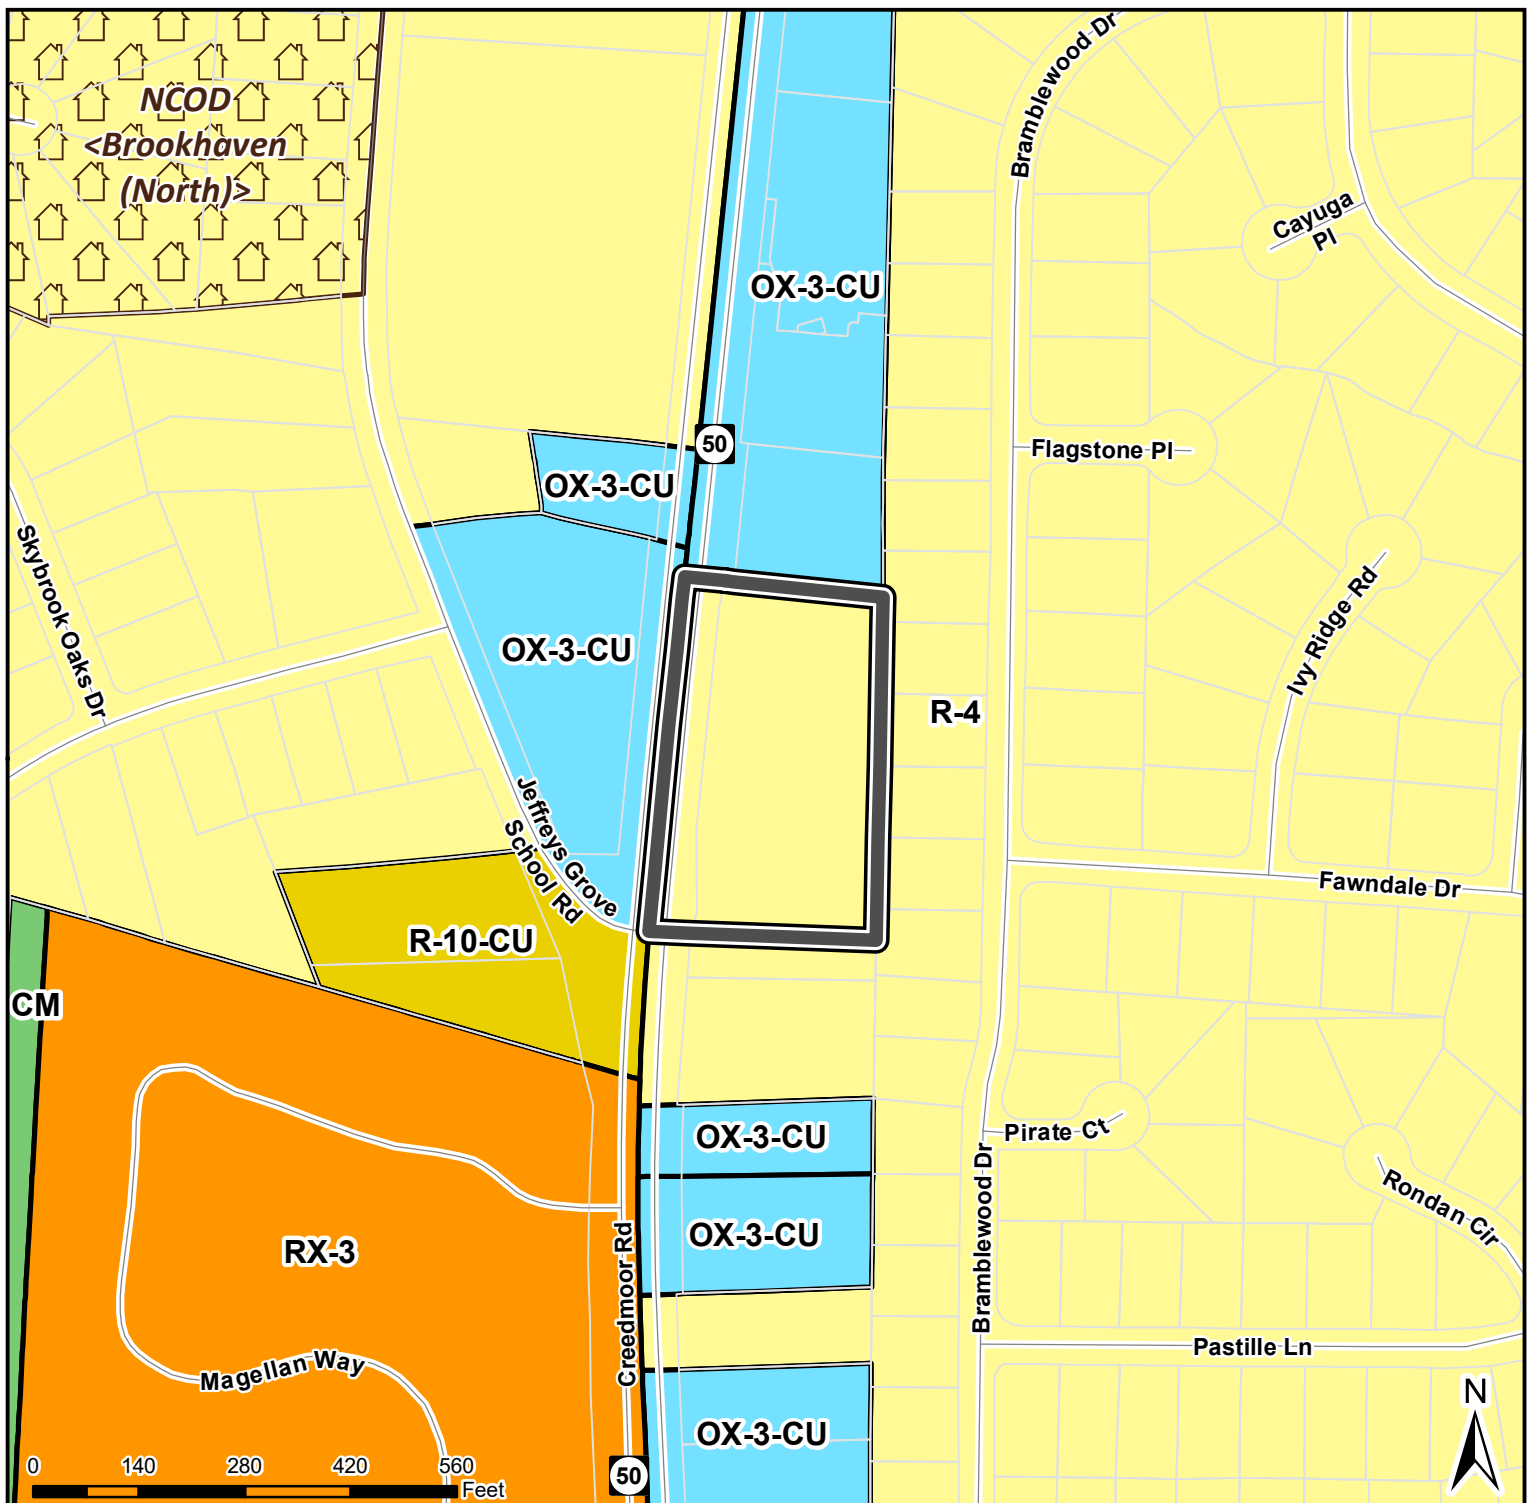 NCOD
<Brookhaven
(North)>
Bramblewood Dr
Cayuga
Pl
OX-3-CU
50
Flagstone Pl
OX-3-CU
Skybrook Oaks Dr
OX-3-CU
Ivy Ridge Rd
R-4
Jeffreys Grove
School Rd
Fawndale Dr
R-10-CU
CM
Pirate Ct
OX-3-CU
Rondan Cir
OX-3-CU
Bramblewood Dr
RX-3
Creedmoor Rd
Pastille Ln
Magellan Way
N
OX-3-CU
0 140 280 420 560
Feet
50